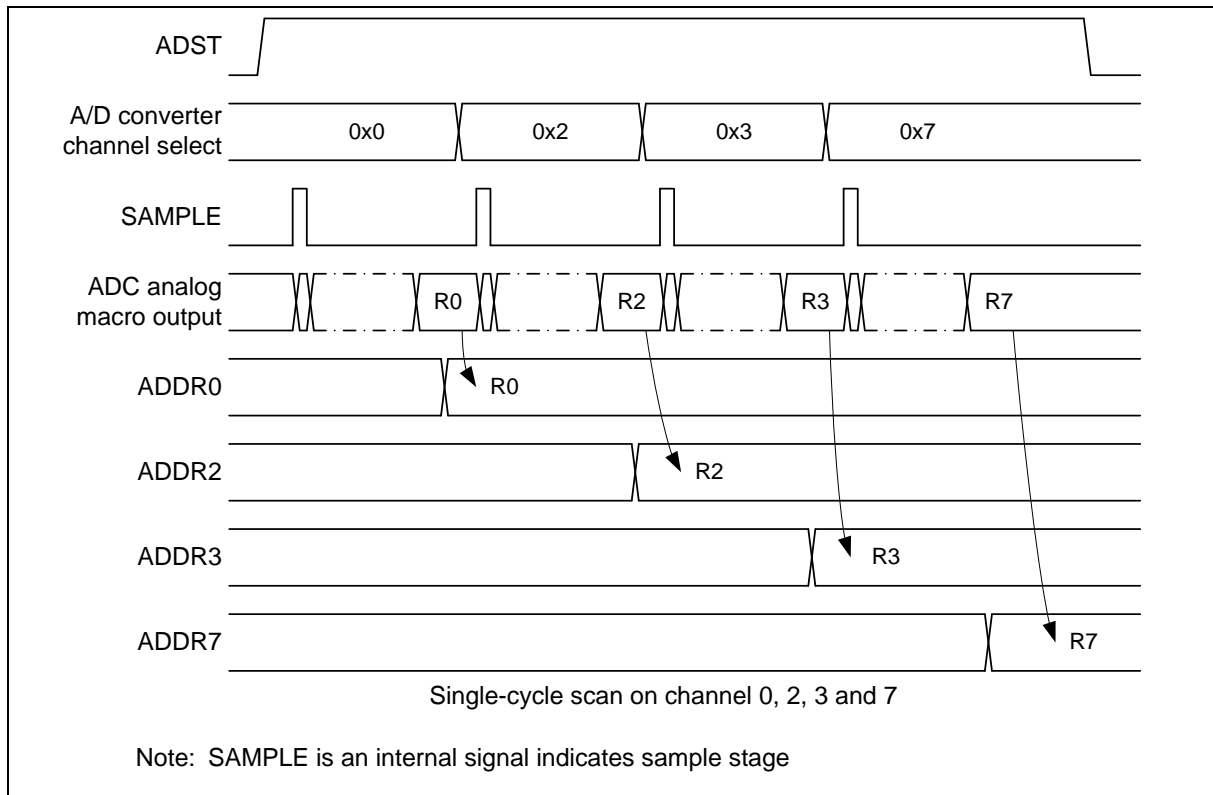 ADST
A/D converter
channel select
0x0 0x2 0x3 0x7
SAMPLE
ADC analog
macro output
R0 R2 R3 R7
ADDR0 R0
ADDR2 R2
ADDR3 R3
ADDR7 R7
Single-cycle scan on channel 0, 2, 3 and 7
Note: SAMPLE is an internal signal indicates sample stage